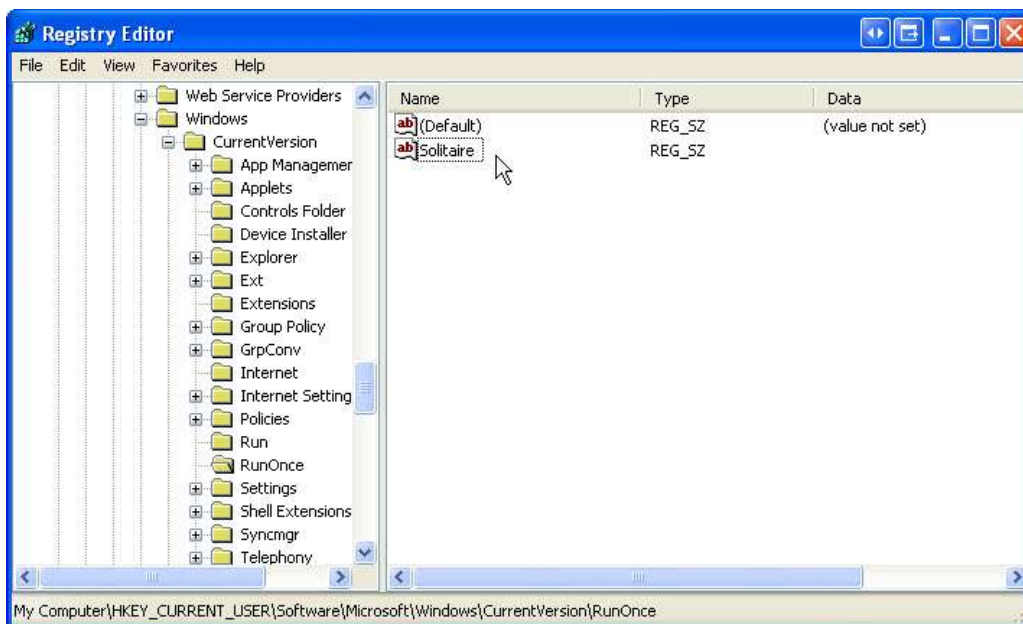 Registry Editor
File Edit View Favorites Help
Web Service Providers
Windows
CurrentVersion
App Managemer
Applets
Controls Folder
Device Installer
Explorer
Ext
Extensions
Group Policy
GrpConv
Internet
Internet Setting
Policies
Run
RunOnce
Settings
Shell Extensions
Syncmgr
Telephony
Name Type Data
ab (Default) REG_SZ (value not set)
ab Solitaire REG_SZ
My Computer\HKEY_CURRENT_USER\Software\Microsoft\Windows\CurrentVersion\RunOnce